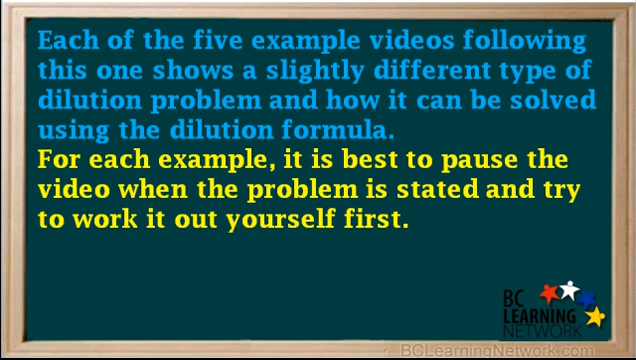 Each of the five example videos following
this one shows a slightly different type of
dilution problem and how it can be solved
using the dilution formula.
For each example, it is best to pause the
video when the problem is stated and try
to work it out yourself first.
BC
LEARNING
NETWORK
BCLearningNetwork.com